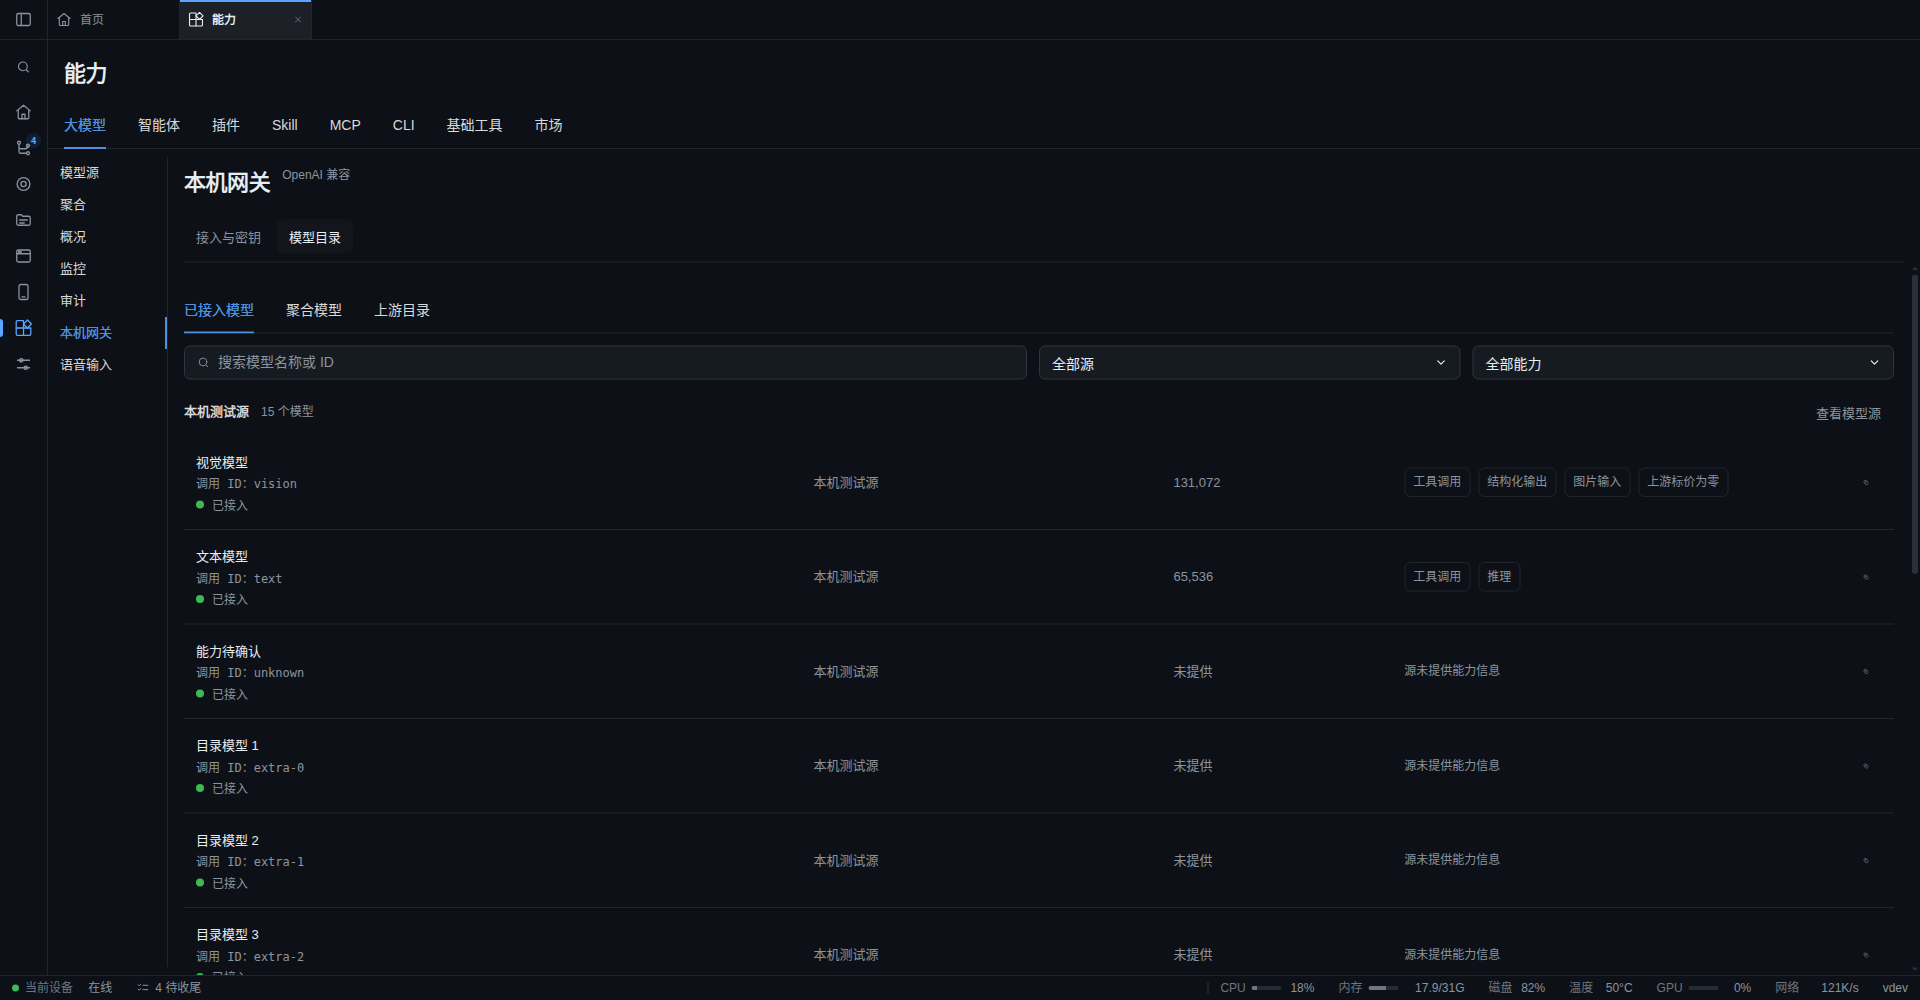 首页
能力
能力
4
大模型 智能体 插件 Skill MCP CLI 基础工具 市场
模型源
聚合
概况
监控
审计
本机网关
语音输入
本机网关 OpenAI 兼容
接入与密钥 模型目录
已接入模型 聚合模型 上游目录
搜索模型名称或 ID 全部源 全部能力
本机测试源 15 个模型 查看模型源
视觉模型
调用 ID: vision
已接入
本机测试源 131,072 工具调用 结构化输出 图片输入 上游标价为零
文本模型
调用 ID: text
已接入
本机测试源 65,536 工具调用 推理
能力待确认
调用 ID: unknown
已接入
本机测试源 未提供 源未提供能力信息
目录模型 1
调用 ID: extra-0
已接入
本机测试源 未提供 源未提供能力信息
目录模型 2
调用 ID: extra-1
已接入
本机测试源 未提供 源未提供能力信息
目录模型 3
调用 ID: extra-2
已接入
本机测试源 未提供 源未提供能力信息
当前设备 在线 4 待收尾 CPU 18% 内存 17.9/31G 磁盘 82% 温度 50°C GPU 0% 网络 121K/s vdev